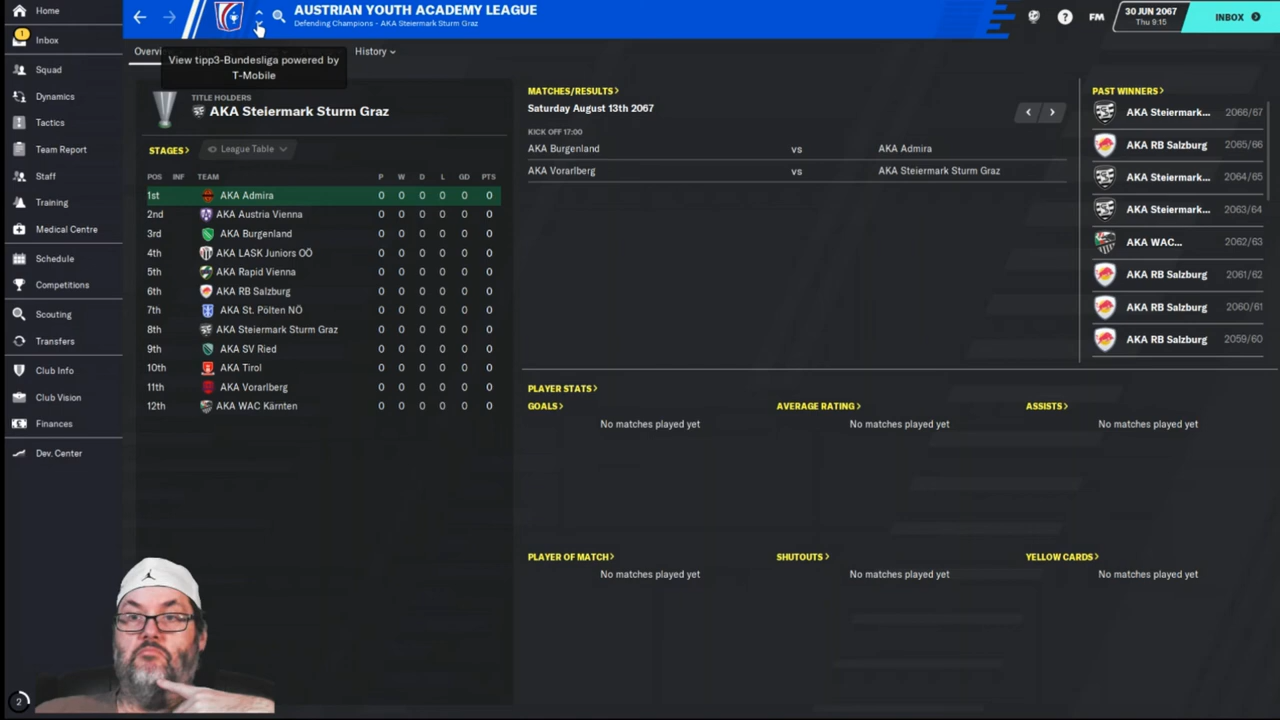 Home
Inbox
1
Squad
Dynamics
Tactics
Team Report
Staff
Training
Medical Centre
Schedule
Competitions
Scouting
Transfers
Club Info
Club Vision
Finances
Dev. Center
2
AUSTRIAN YOUTH ACADEMY LEAGUE
Defending Champions - AKA Steiermark Sturm Graz
? FM
30 JUN 2067
Thu 9:15
INBOX
History
View tipp3-Bundesliga powered by
T-Mobile
TITLE HOLDERS
AKA Steiermark Sturm Graz
STAGES> League Table
POS INF TEAM P W D L GD PTS
1st AKA Admira 0 0 0 0 0 0
2nd AKA Austria Vienna 0 0 0 0 0 0
3rd AKA Burgenland 0 0 0 0 0 0
4th AKA LASK Juniors OÖ 0 0 0 0 0 0
5th AKA Rapid Vienna 0 0 0 0 0 0
6th AKA RB Salzburg 0 0 0 0 0 0
7th AKA St. Pölten NÖ 0 0 0 0 0 0
8th AKA Steiermark Sturm Graz 0 0 0 0 0 0
9th AKA SV Ried 0 0 0 0 0 0
10th AKA Tirol 0 0 0 0 0 0
11th AKA Vorarlberg 0 0 0 0 0 0
12th AKA WAC Kärnten 0 0 0 0 0 0
MATCHES/RESULTS>
Saturday August 13th 2067
KICK OFF 17:00
AKA Burgenland vs AKA Admira
AKA Vorarlberg vs AKA Steiermark Sturm Graz
PAST WINNERS>
AKA Steiermark... 2066/67
AKA RB Salzburg 2065/66
AKA Steiermark... 2064/65
AKA Steiermark... 2063/64
AKA WAC... 2062/63
AKA RB Salzburg 2061/62
AKA RB Salzburg 2060/61
AKA RB Salzburg 2059/60
PLAYER STATS>
GOALS> AVERAGE RATING> ASSISTS>
No matches played yet No matches played yet No matches played yet
PLAYER OF MATCH> SHUTOUTS> YELLOW CARDS>
No matches played yet No matches played yet No matches played yet